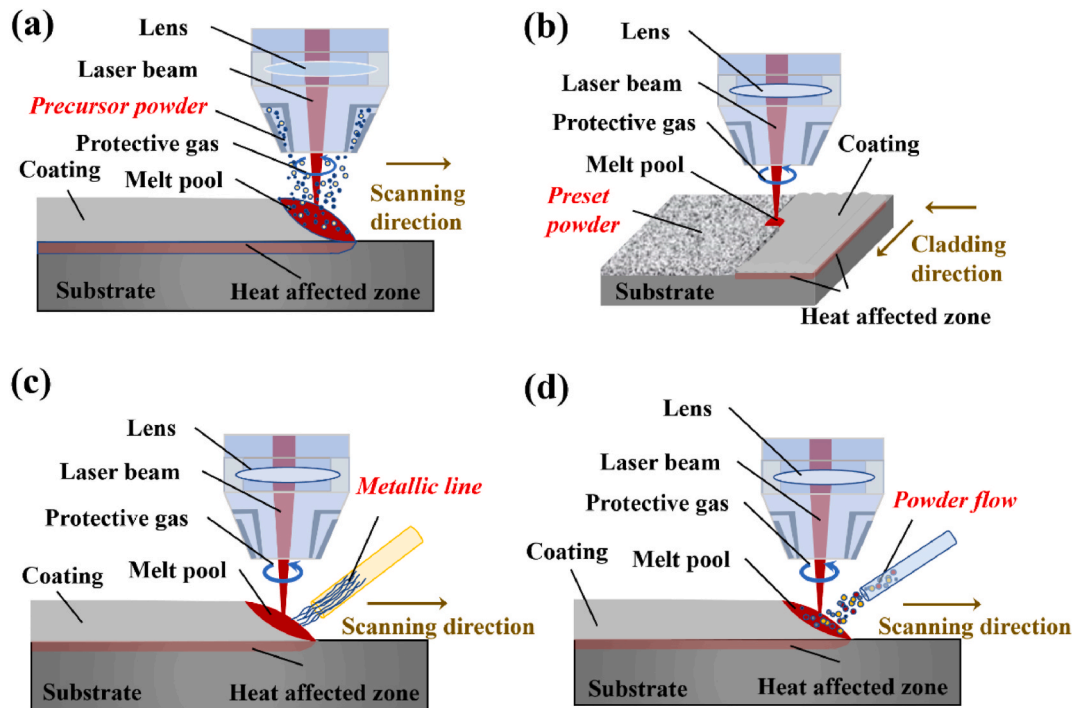 (a)
Lens
Laser beam
Precursor powder
Protective gas
Coating
Melt pool
Scanning
direction
Substrate
Heat affected zone
(b)
Lens
Laser beam
Protective gas
Melt pool
Coating
Preset
powder
Cladding
direction
Substrate
Heat affected zone
(c)
Lens
Laser beam
Metallic line
Protective gas
Coating
Melt pool
Scanning direction
Substrate
Heat affected zone
(d)
Lens
Laser beam
Protective gas
Powder flow
Coating
Melt pool
Scanning direction
Substrate
Heat affected zone